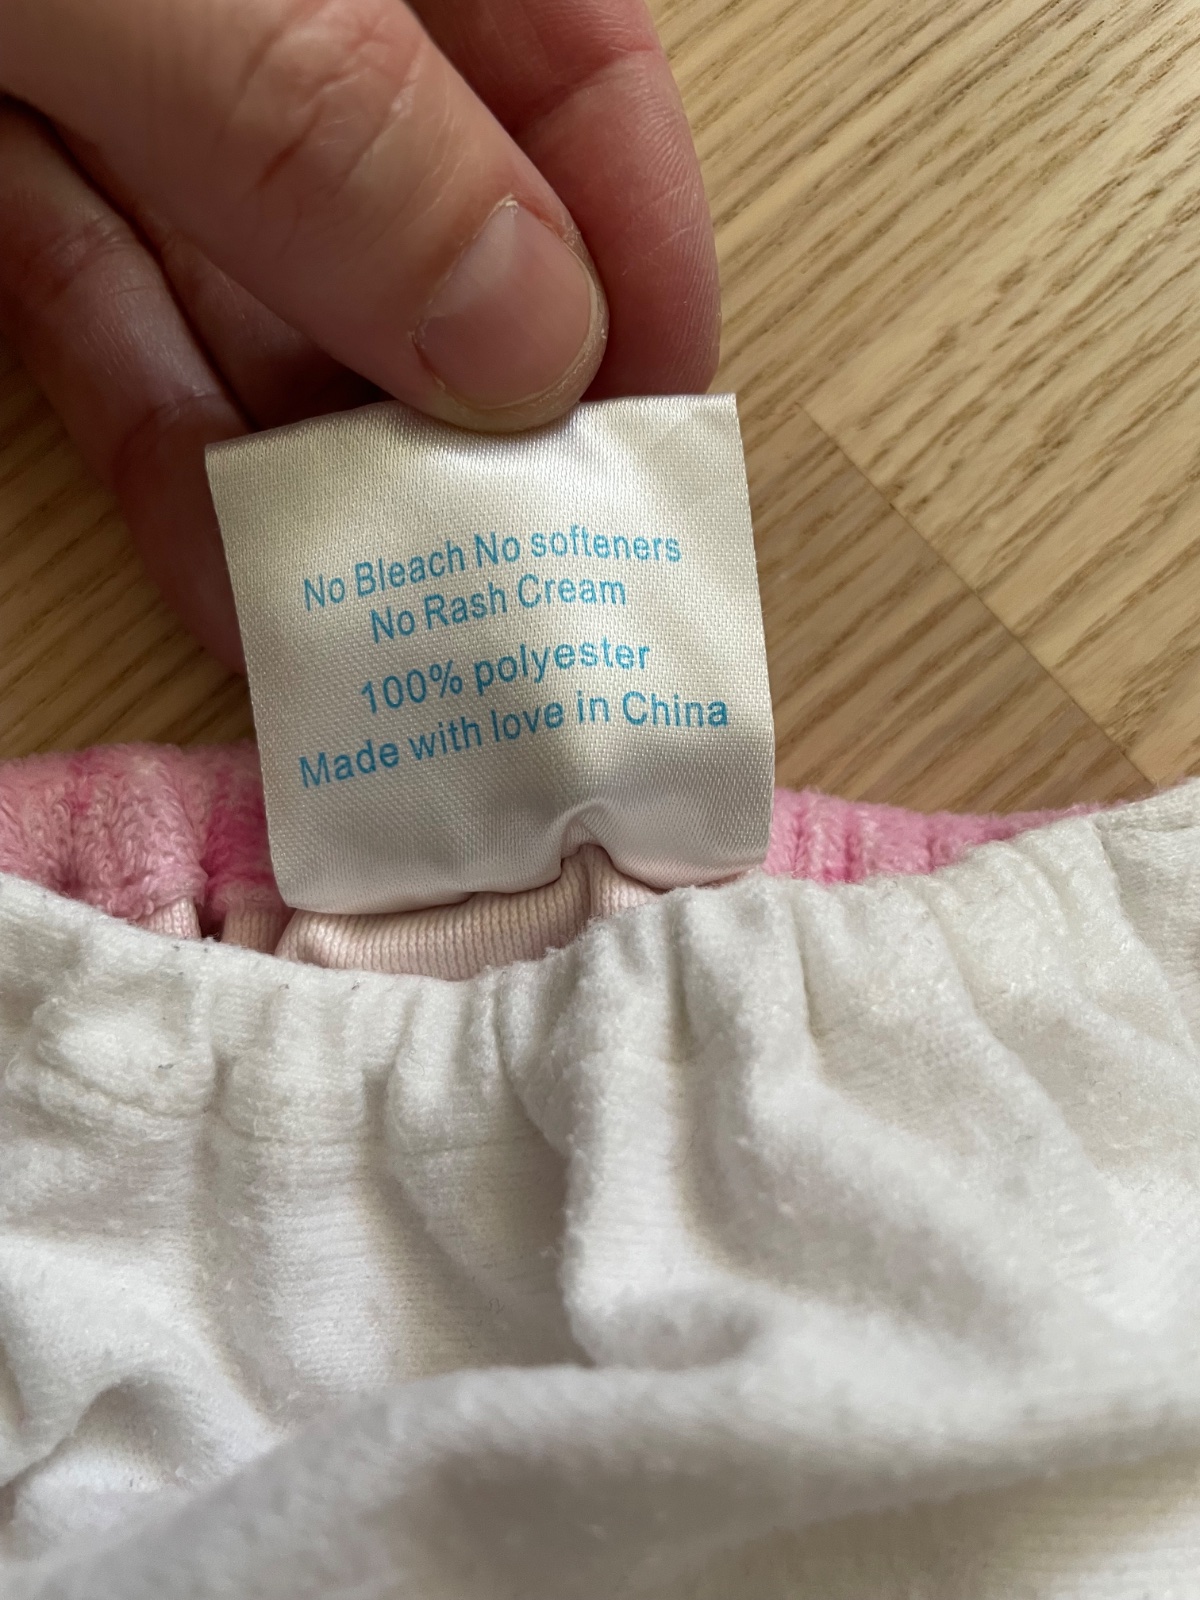 No Bleach No softeners
No Rash Cream
100% polyester
Made with love in China